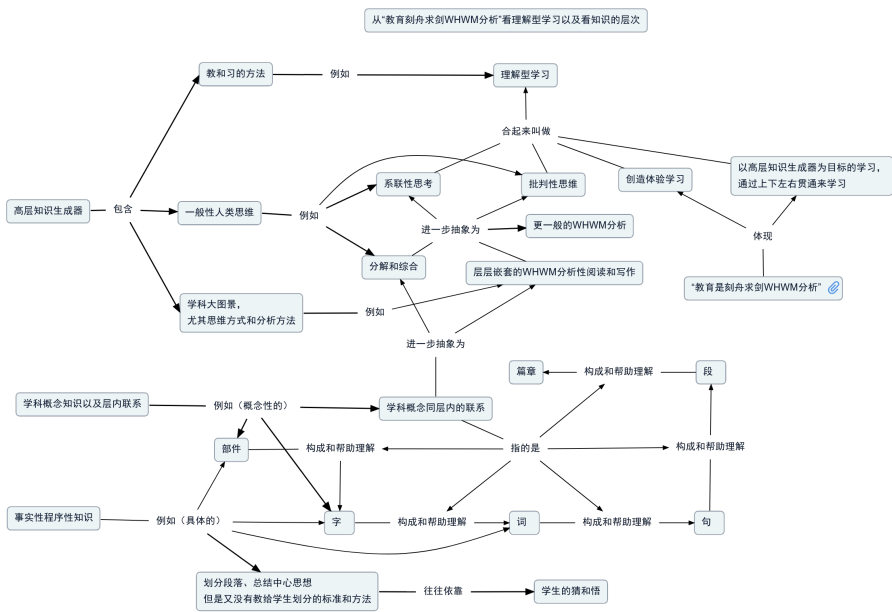 从“教育刻舟求剑WHWM分析”看理解型学习以及看知识的层次
教和习的方法
例如
理解型学习
合起来叫做
系联性思考
批判性思维
创造体验学习
以高层知识生成器为目标的学习，
通过上下左右贯通来学习
高层知识生成器
包含
一般性人类思维
例如
进一步抽象为
更一般的WHWM分析
体现
分解和综合
层层嵌套的WHWM分析性阅读和写作
“教育是刻舟求剑WHWM分析”
学科大图景，
尤其思维方式和分析方法
例如
进一步抽象为
篇章
构成和帮助理解
段
学科概念知识以及层内联系
例如（概念性的）
学科概念同层内的联系
部件
构成和帮助理解
指的是
构成和帮助理解
事实性程序性知识
例如（具体的）
字
构成和帮助理解
词
构成和帮助理解
句
划分段落、总结中心思想
但是又没有教给学生划分的标准和方法
往往依靠
学生的猜和悟